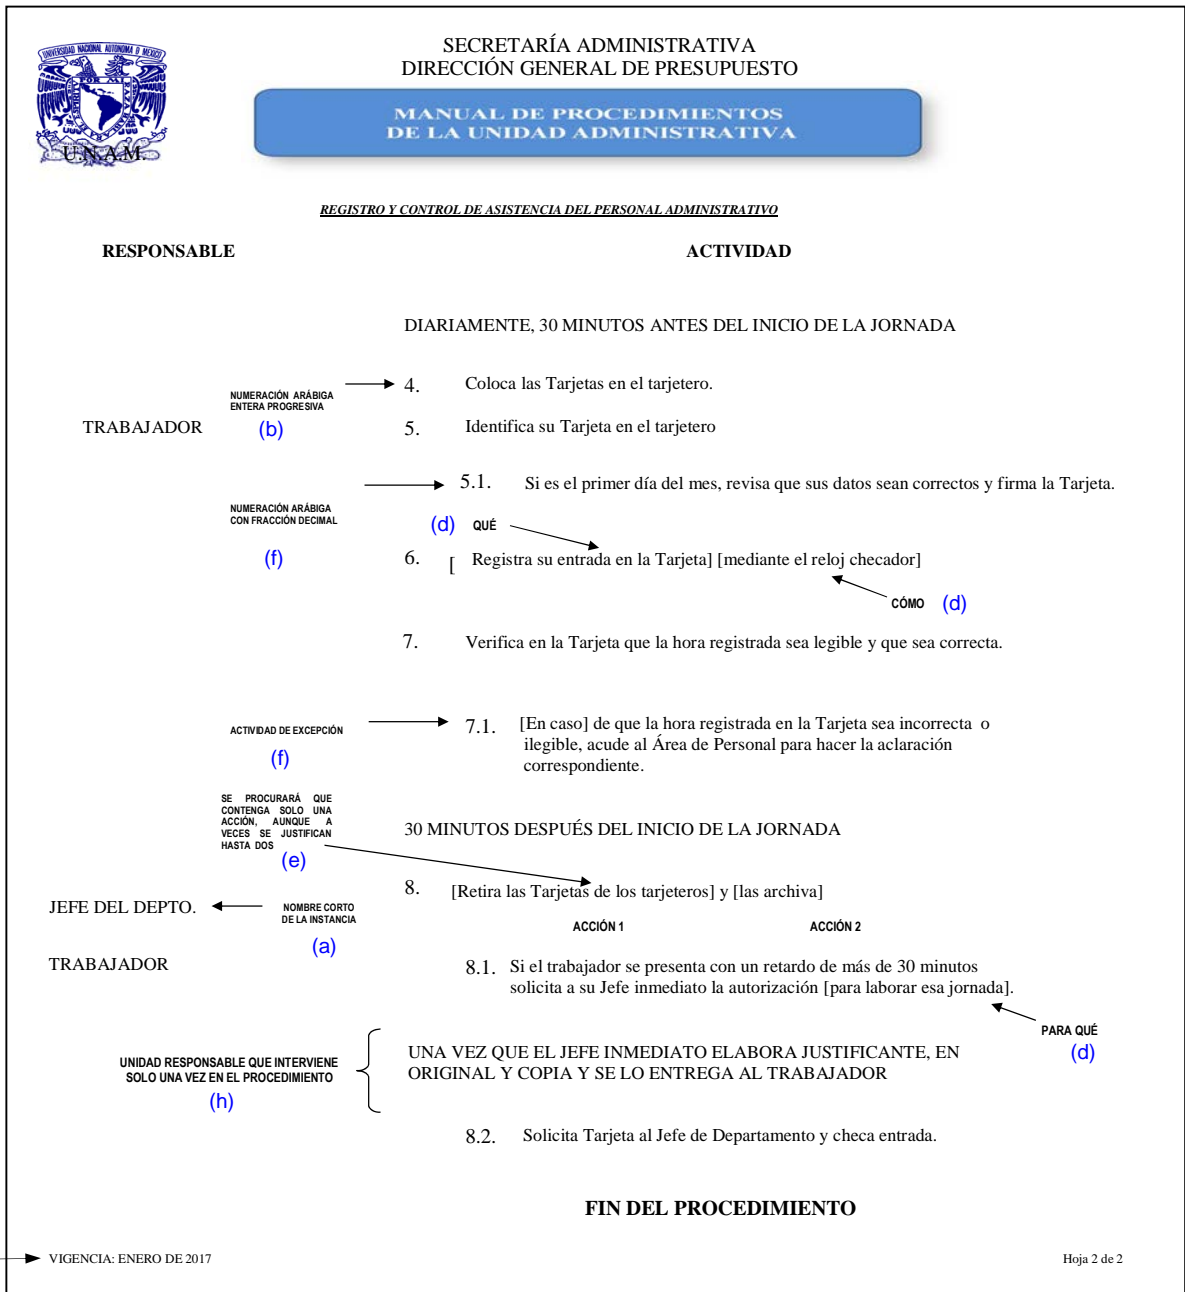 UNIVERSIDAD NACIONAL AUTONOMA D MEXICO
POR MI RAZA
U.N.A.M.
SECRETARÍA ADMINISTRATIVA
DIRECCIÓN GENERAL DE PRESUPUESTO
MANUAL DE PROCEDIMIENTOS
DE LA UNIDAD ADMINISTRATIVA
REGISTRO Y CONTROL DE ASISTENCIA DEL PERSONAL ADMINISTRATIVO
RESPONSABLE ACTIVIDAD
DIARIAMENTE, 30 MINUTOS ANTES DEL INICIO DE LA JORNADA
NUMERACIÓN ARÁBIGA
ENTERA PROGRESIVA
(b)
4. Coloca las Tarjetas en el tarjetero.
TRABAJADOR
5. Identifica su Tarjeta en el tarjetero
5.1. Si es el primer día del mes, revisa que sus datos sean correctos y firma la Tarjeta.
NUMERACIÓN ARÁBIGA
CON FRACCIÓN DECIMAL
(f)
(d) QUÉ
6. [ Registra su entrada en la Tarjeta] [mediante el reloj checador]
CÓMO (d)
7. Verifica en la Tarjeta que la hora registrada sea legible y que sea correcta.
ACTIVIDAD DE EXCEPCIÓN
(f)
7.1. [En caso] de que la hora registrada en la Tarjeta sea incorrecta o
ilegible, acude al Área de Personal para hacer la aclaración
correspondiente.
SE PROCURARÁ QUE
CONTENGA SOLO UNA
ACCIÓN, AUNQUE A
VECES SE JUSTIFICAN
HASTA DOS
(e)
30 MINUTOS DESPUÉS DEL INICIO DE LA JORNADA
8. [Retira las Tarjetas de los tarjeteros] y [las archiva]
JEFE DEL DEPTO.
NOMBRE CORTO
DE LA INSTANCIA
(a)
ACCIÓN 1 ACCIÓN 2
TRABAJADOR
8.1. Si el trabajador se presenta con un retardo de más de 30 minutos
solicita a su Jefe inmediato la autorización [para laborar esa jornada].
PARA QUÉ
(d)
UNIDAD RESPONSABLE QUE INTERVIENE
SOLO UNA VEZ EN EL PROCEDIMIENTO
(h)
UNA VEZ QUE EL JEFE INMEDIATO ELABORA JUSTIFICANTE, EN
ORIGINAL Y COPIA Y SE LO ENTREGA AL TRABAJADOR
8.2. Solicita Tarjeta al Jefe de Departamento y checa entrada.
FIN DEL PROCEDIMIENTO
VIGENCIA: ENERO DE 2017 Hoja 2 de 2